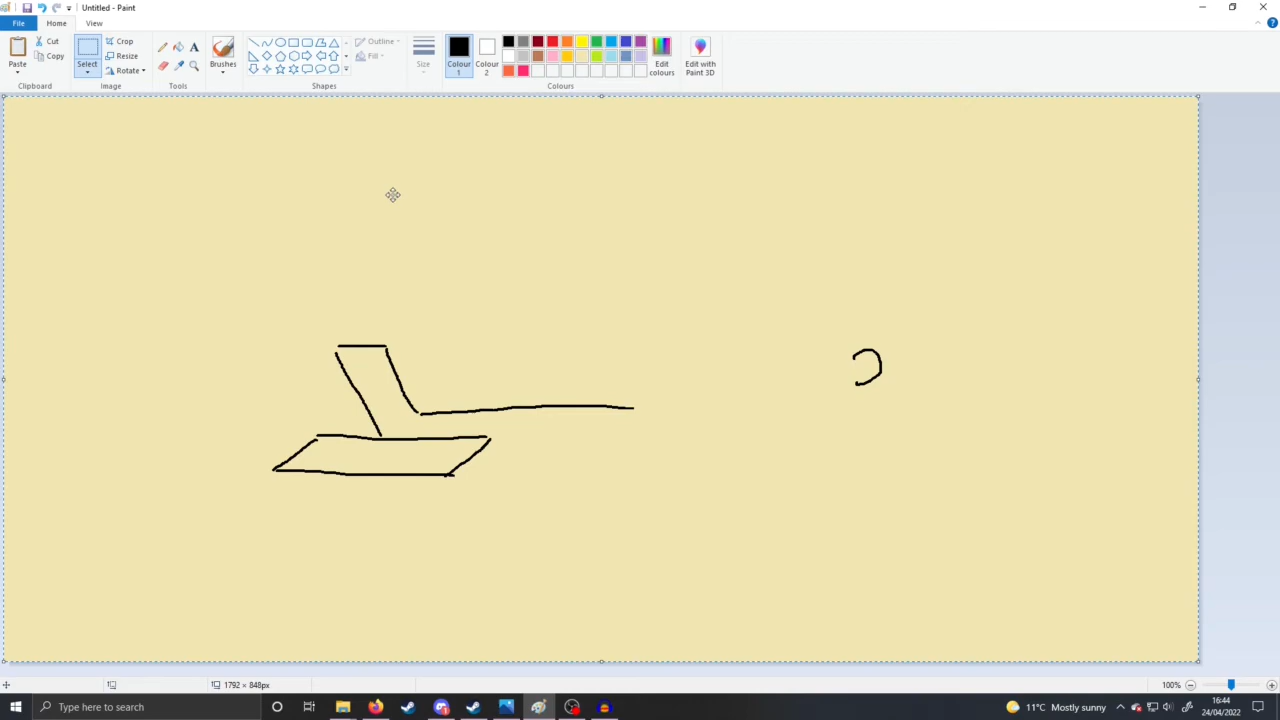 Untitled - Paint
File Home View
Paste
Cut
Copy
Clipboard
Select
Crop
Resize
Rotate
Image
Tools
Brushes
Outline
Fill
Shapes
Size
Colour 1
Colour 2
Edit colours
Edit with Paint 3D
Colours
1792 × 848px
100%
Type here to search
11°C Mostly sunny
16:44
24/04/2022